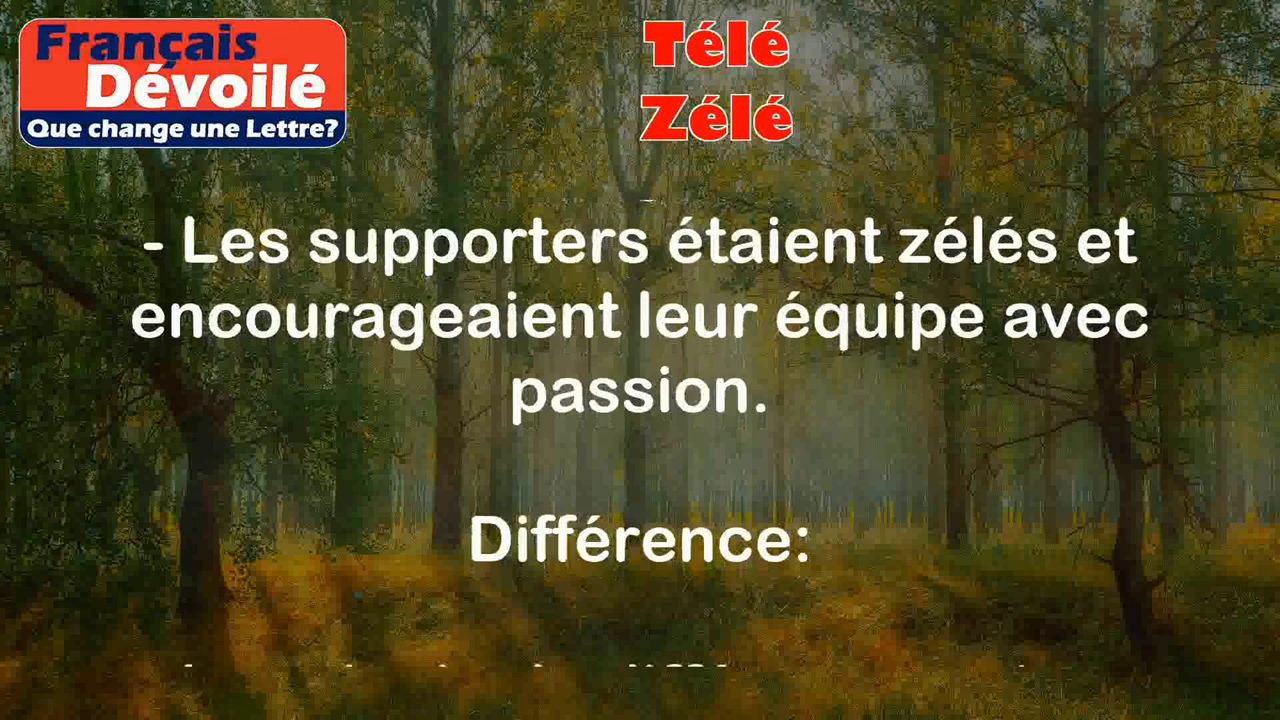 Français
Dévoilé
Que change une Lettre?
Télé
Zélé
- Les supporters étaient zélés et
encourageaient leur équipe avec
passion.
Différence: